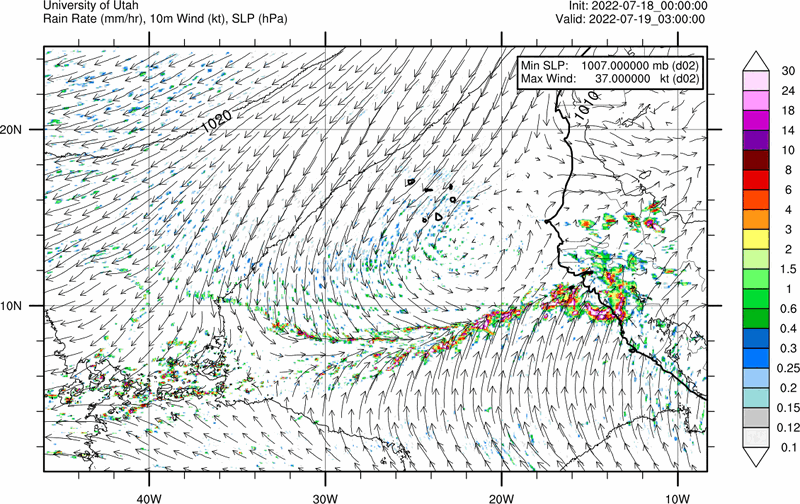 University of Utah
Init: 2022-07-18_00:00:00
Rain Rate (mm/hr), 10m Wind (kt), SLP (hPa)
Valid: 2022-07-19_03:00:00
Min SLP: 1007.000000 mb (d02)
Max Wind: 37.000000 kt (d02)
1020
1010
20N
10N
40W
30W
20W
10W
30
24
18
14
10
8
6
4
3
2
1.5
1
0.6
0.4
0.3
0.25
0.2
0.15
0.12
0.1